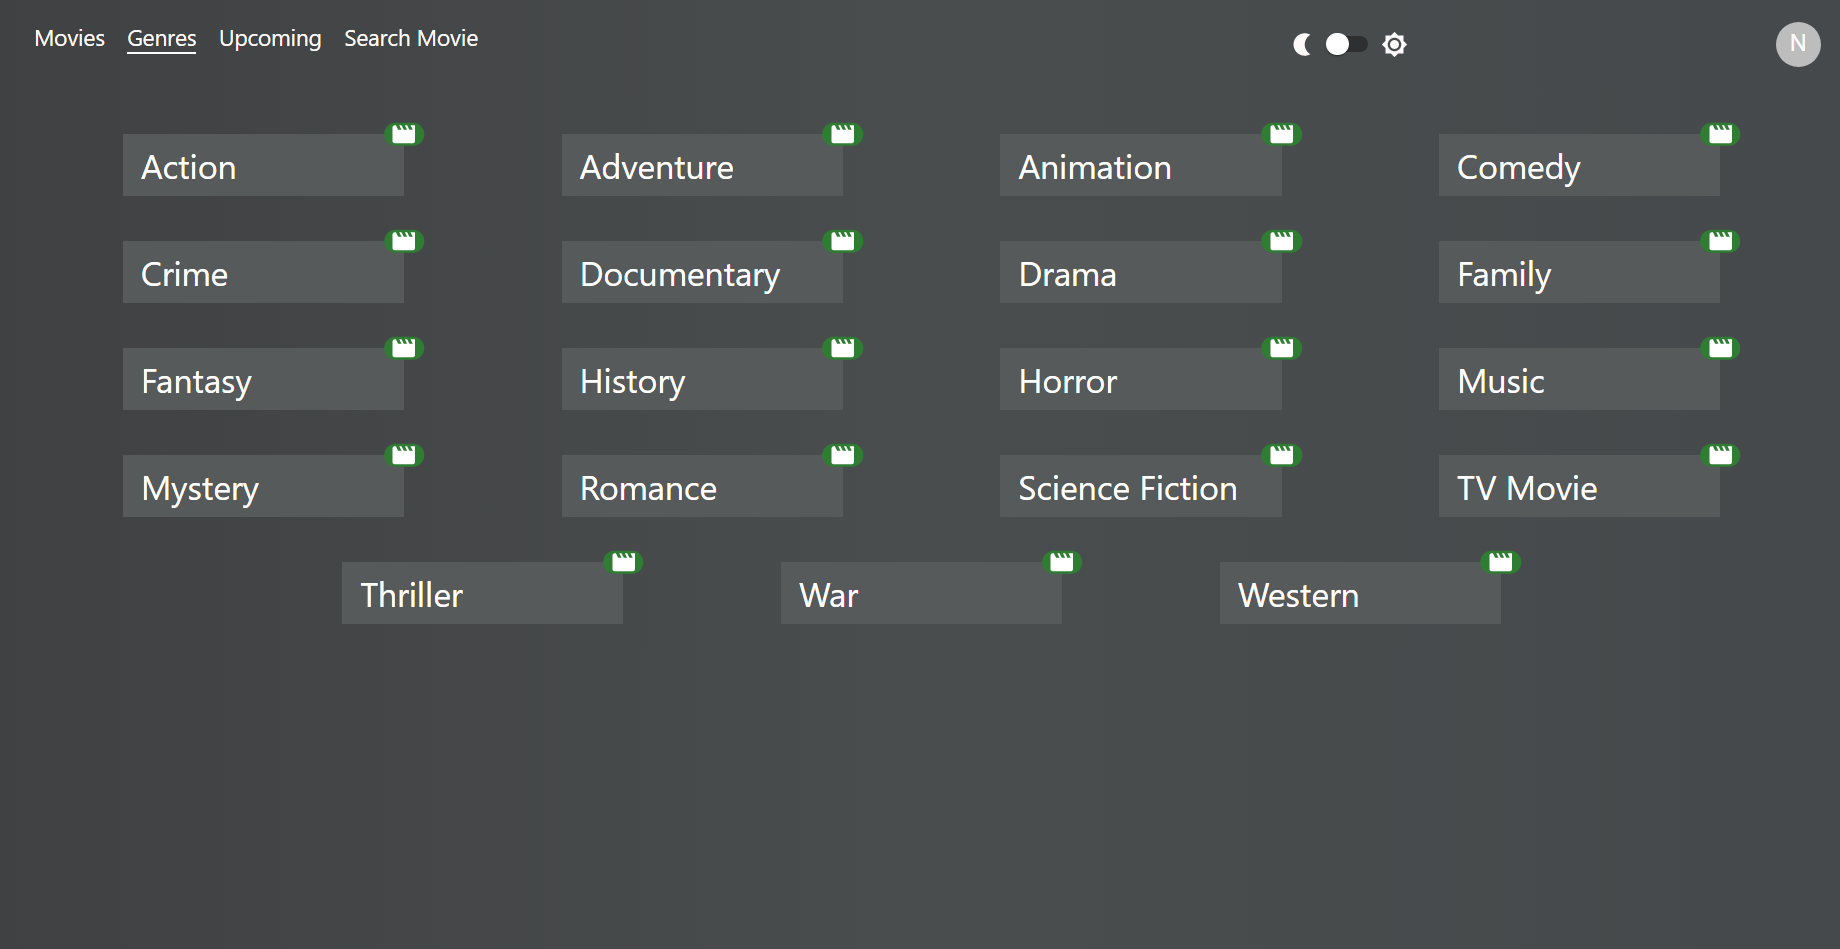 Movies Genres Upcoming Search Movie N
Action Adventure Animation Comedy
Crime Documentary Drama Family
Fantasy History Horror Music
Mystery Romance Science Fiction TV Movie
Thriller War Western